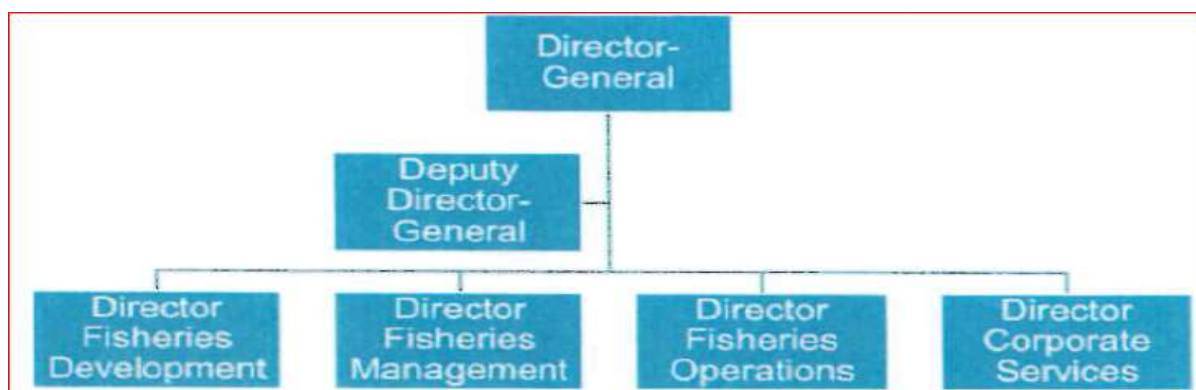 Director-
General
Deputy
Director-
General
Director
Fisheries
Development
Director
Fisheries
Management
Director
Fisheries
Operations
Director
Corporate
Services